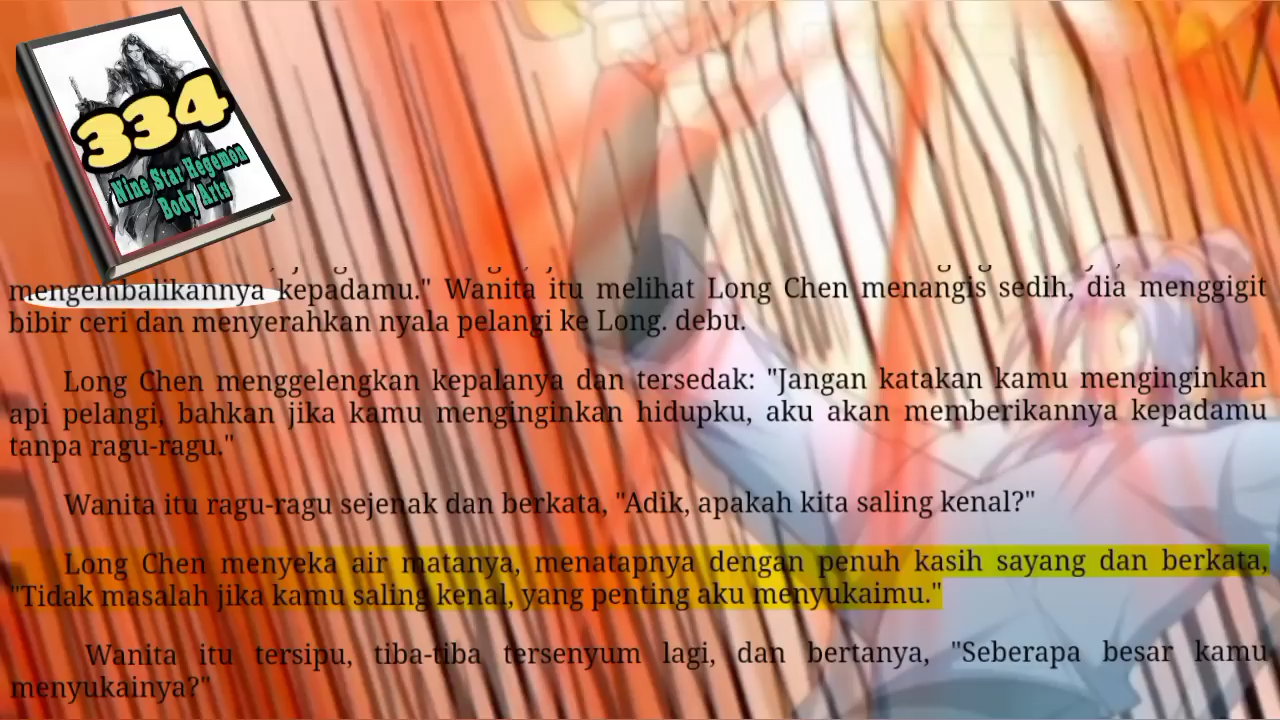 334
Nine Star Hegemon
Body Arts
mengembalikannya kepadamu." Wanita itu melihat Long Chen menangis sedih, dia menggigit
bibir ceri dan menyerahkan nyala pelangi ke Long. debu.
Long Chen menggelengkan kepalanya dan tersedak: "Jangan katakan kamu menginginkan
api pelangi, bahkan jika kamu menginginkan hidupku, aku akan memberikannya kepadamu
tanpa ragu-ragu."
Wanita itu ragu-ragu sejenak dan berkata, "Adik, apakah kita saling kenal?"
Long Chen menyeka air matanya, menatapnya dengan penuh kasih sayang dan berkata,
"Tidak masalah jika kamu saling kenal, yang penting aku menyukaimu."
Wanita itu tersipu, tiba-tiba tersenyum lagi, dan bertanya, "Seberapa besar kamu
menyukainya?"